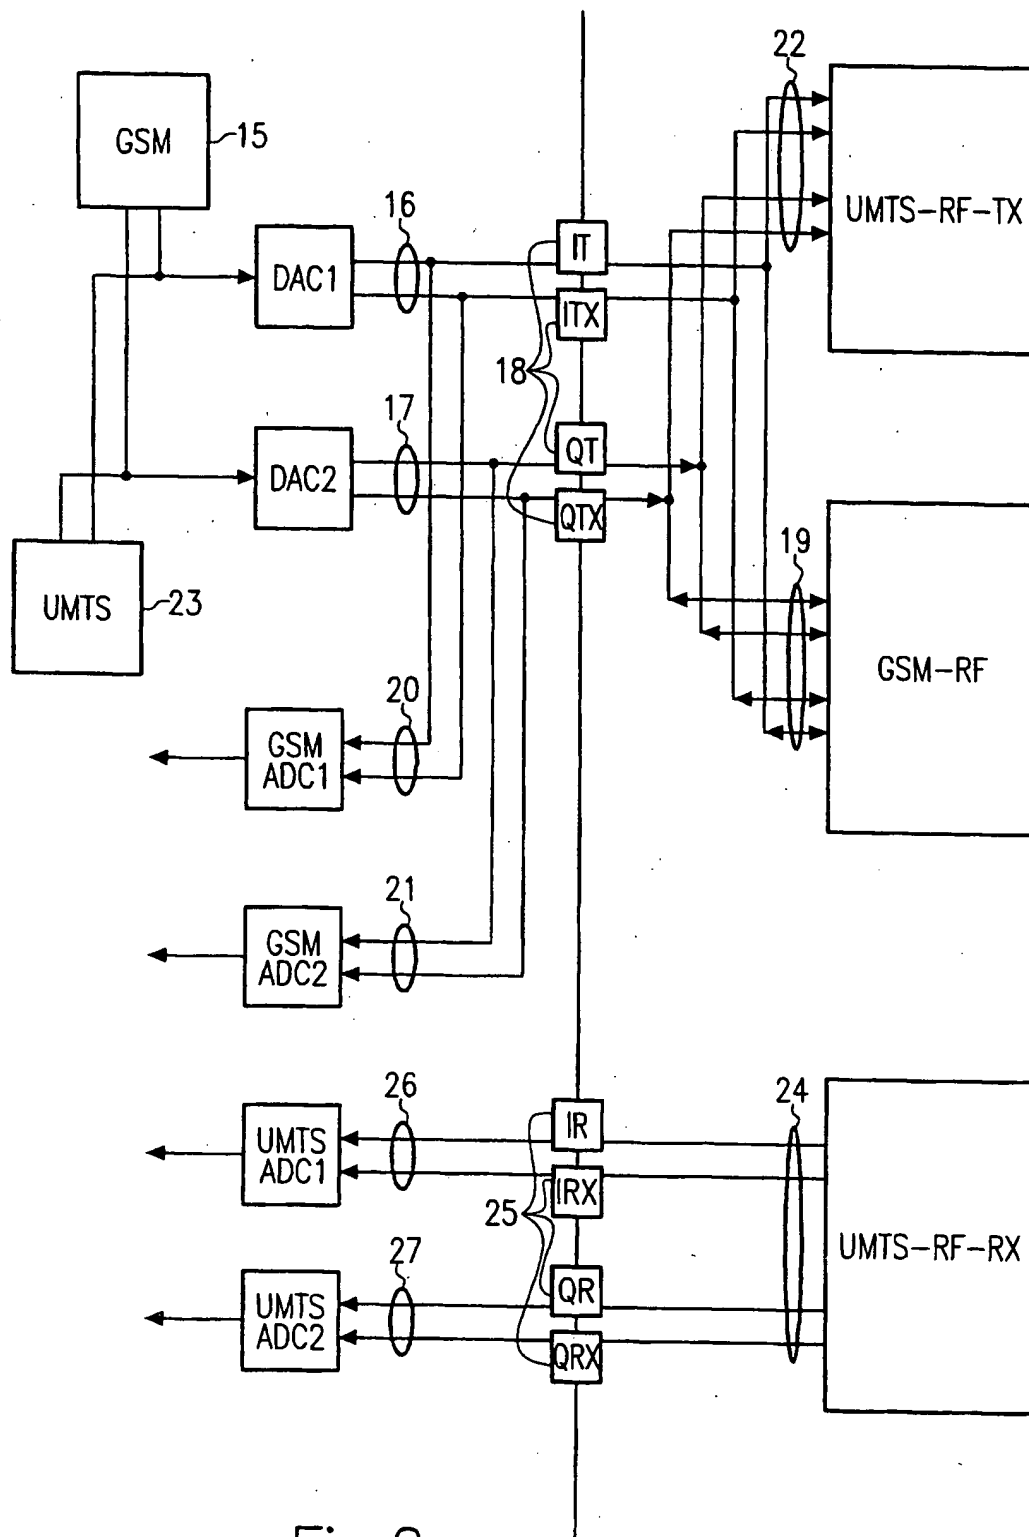 22
GSM
15
UMTS-RF-TX
16
IT
DAC1
ITX
18
17
QT
DAC2
QTX
19
UMTS
23
GSM-RF
20
GSM
ADC1
21
GSM
ADC2
26
24
IR
UMTS
ADC1
IRX
25
UMTS-RF-RX
27
QR
UMTS
ADC2
QRX